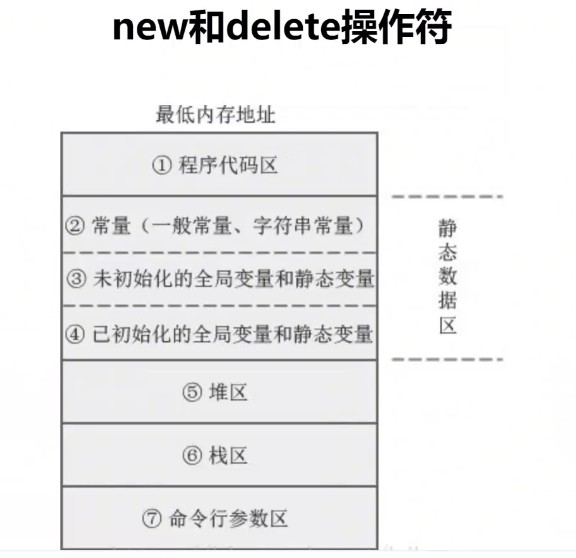 new和delete操作符
最低内存地址
① 程序代码区
② 常量（一般常量、字符串常量）
③ 未初始化的全局变量和静态变量
④ 已初始化的全局变量和静态变量
静态数据区
⑤ 堆区
⑥ 栈区
⑦ 命令行参数区